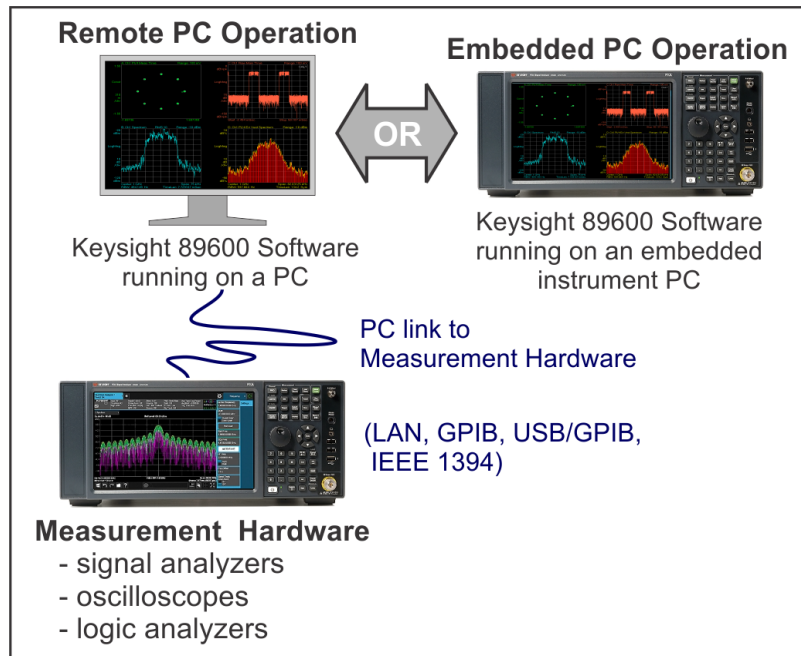 Remote PC Operation
Embedded PC Operation
OR
Keysight 89600 Software
running on a PC
Keysight 89600 Software
running on an embedded
instrument PC
PC link to
Measurement Hardware
(LAN, GPIB, USB/GPIB,
IEEE 1394)
Measurement Hardware
- signal analyzers
- oscilloscopes
- logic analyzers